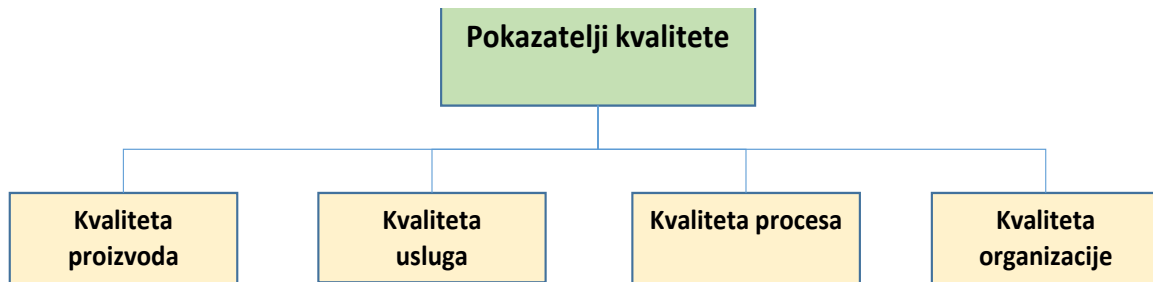 Pokazatelji kvalitete
Kvaliteta
proizvoda
Kvaliteta
usluga
Kvaliteta procesa
Kvaliteta
organizacije